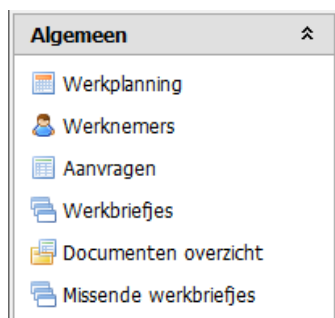 Algemeen
Werkplanning
Werknemers
Aanvragen
Werkbriefjes
Documenten overzicht
Missende werkbriefjes